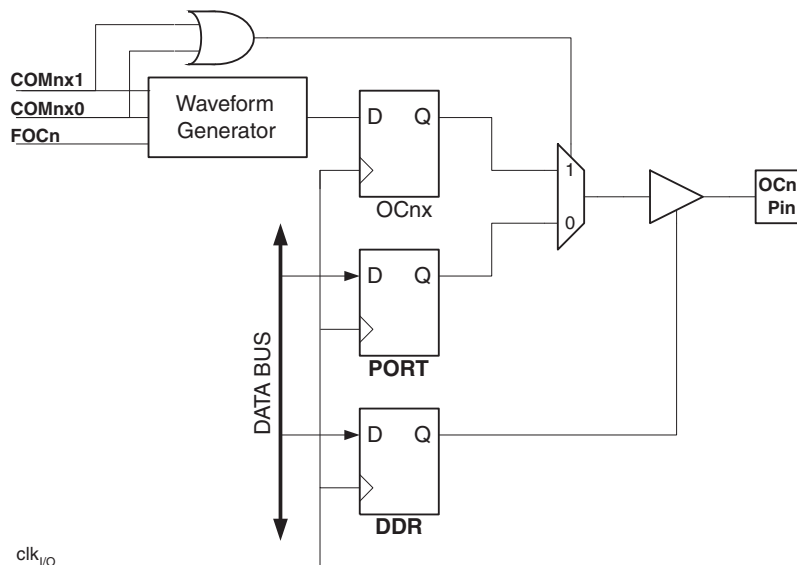 COMnx1
COMnx0
FOCn
Waveform
Generator
D Q
OCnx
1
0
OCn
Pin
D Q
PORT
DATA BUS
D Q
DDR
clkI/O